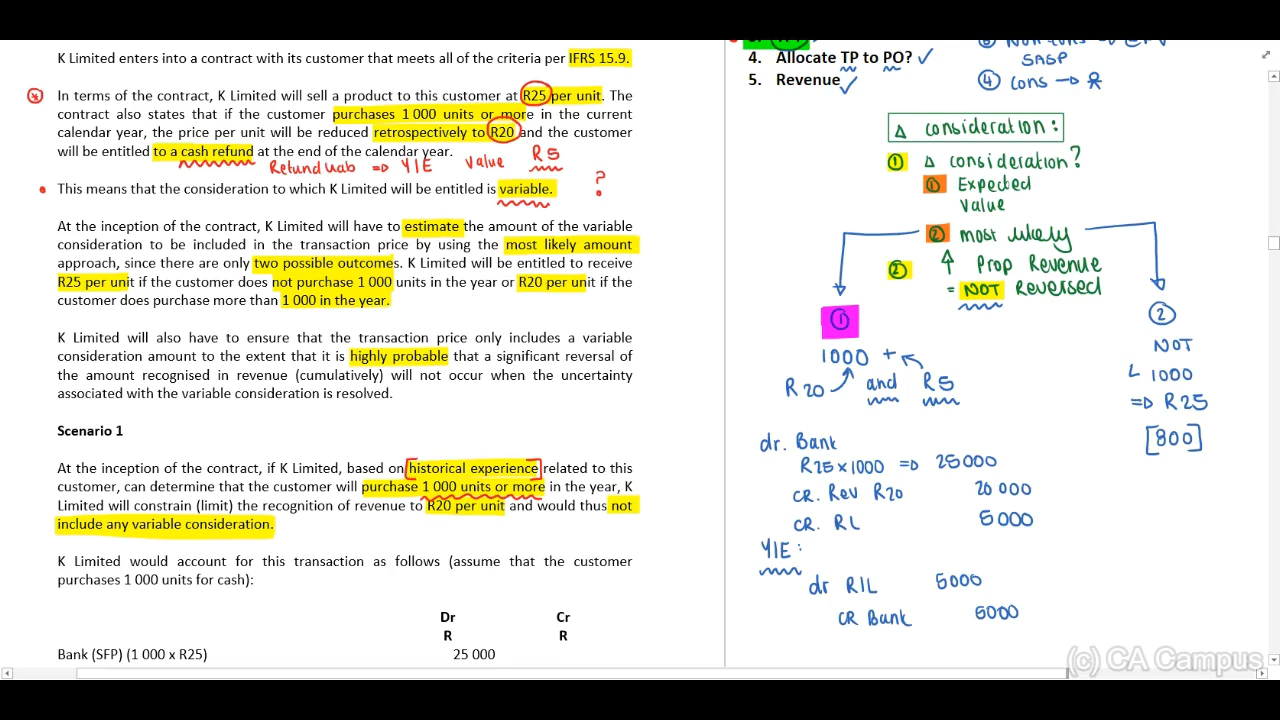 K Limited enters into a contract with its customer that meets all of the criteria per IFRS 15.9.
In terms of the contract, K Limited will sell a product to this customer at R25 per unit. The
contract also states that if the customer purchases 1 000 units or more in the current
calendar year, the price per unit will be reduced retrospectively to R20 and the customer
will be entitled to a cash refund at the end of the calendar year.
Refund liab => Y/E value R5
This means that the consideration to which K Limited will be entitled is variable. ?
At the inception of the contract, K Limited will have to estimate the amount of the variable
consideration to be included in the transaction price by using the most likely amount
approach, since there are only two possible outcomes. K Limited will be entitled to receive
R25 per unit if the customer does not purchase 1 000 units in the year or R20 per unit if the
customer does purchase more than 1 000 in the year.
K Limited will also have to ensure that the transaction price only includes a variable
consideration amount to the extent that it is highly probable that a significant reversal of
the amount recognised in revenue (cumulatively) will not occur when the uncertainty
associated with the variable consideration is resolved.
Scenario 1
At the inception of the contract, if K Limited, based on [historical experience] related to this
customer, can determine that the customer will purchase 1 000 units or more in the year, K
Limited will constrain (limit) the recognition of revenue to R20 per unit and would thus not
include any variable consideration.
K Limited would account for this transaction as follows (assume that the customer
purchases 1 000 units for cash):
Dr Cr
R R
Bank (SFP) (1 000 x R25) 25 000
4. Allocate TP to PO? ✓
5. Revenue ✓
SASP
④ Cons →
Δ consideration:
① Δ consideration?
① Expected
value
② most likely
② ↑ Prop Revenue
= NOT Reversed
①
1000 +
R20 and R5
②
NOT
1000
=> R25
[800]
dr. Bank
R25 x 1000 => 25000
CR. Rev R20 20 000
CR. RL 5 000
Y/E:
dr R/L 5000
CR Bank 5000
(c) CA Campus